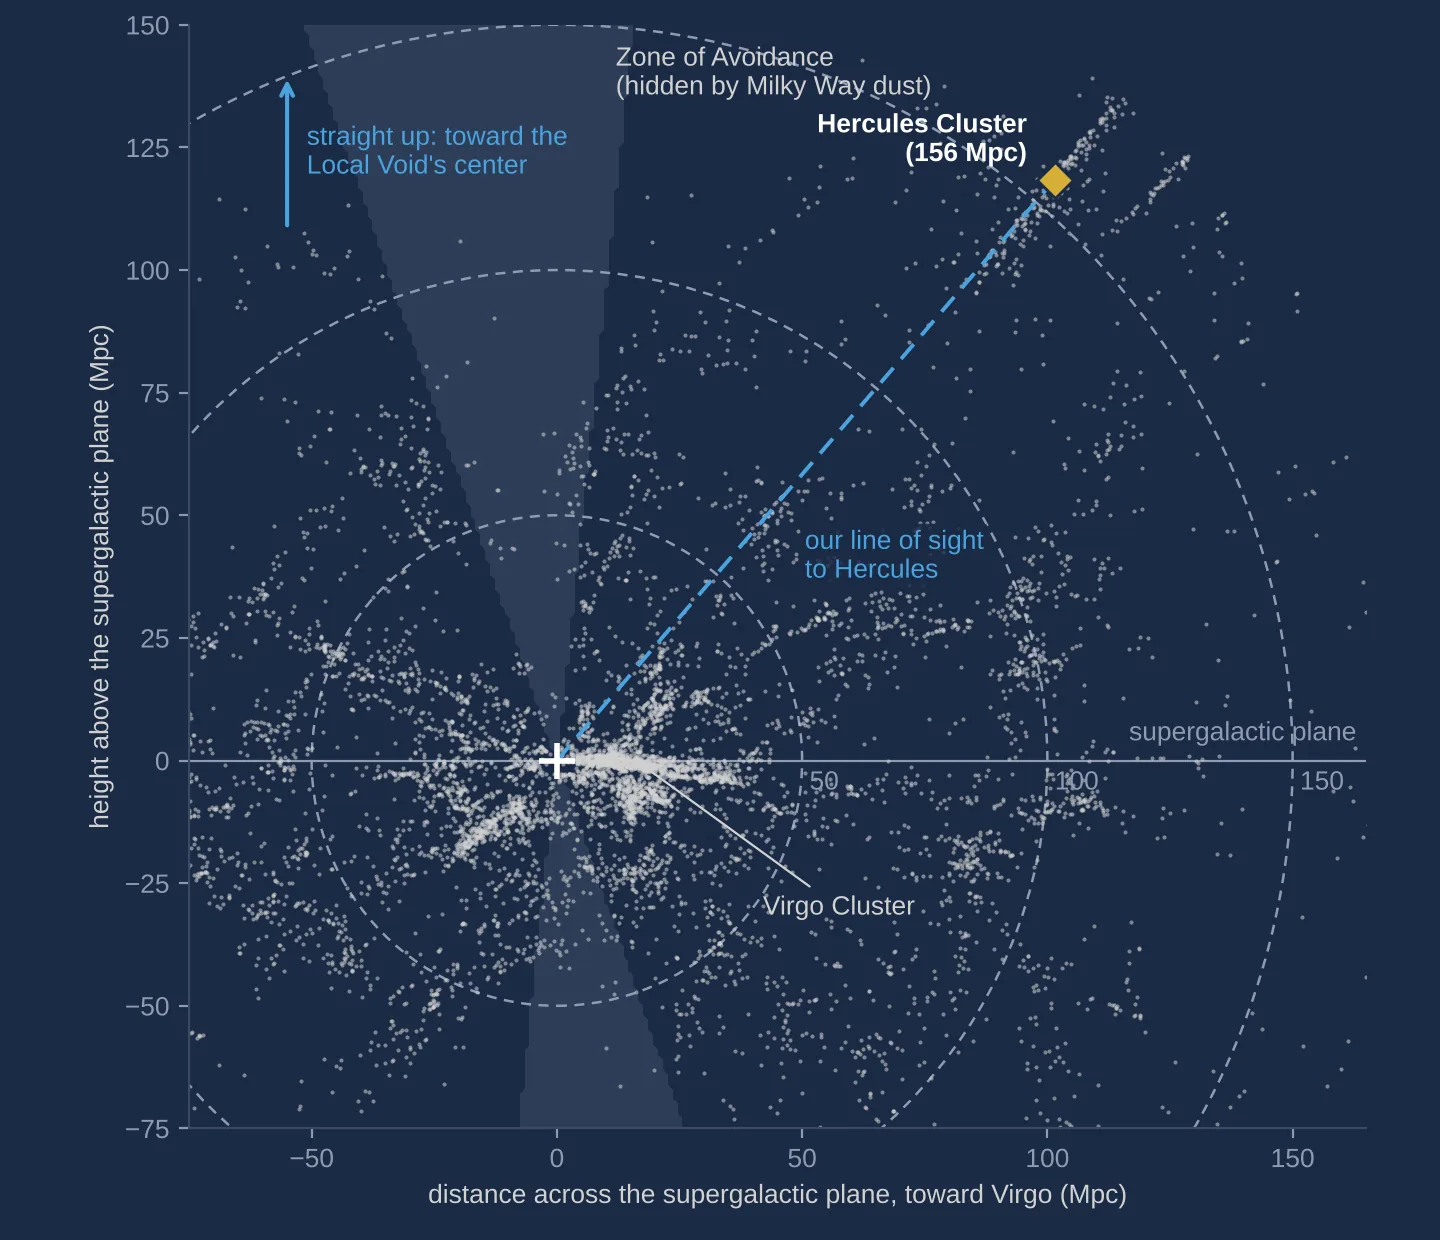 150
125
100
75
50
25
0
−25
−50
−75
height above the supergalactic plane (Mpc)
Zone of Avoidance
(hidden by Milky Way dust)
Hercules Cluster
(156 Mpc)
straight up: toward the
Local Void's center
our line of sight
to Hercules
supergalactic plane
50
100
150
Virgo Cluster
−50
0
50
100
150
distance across the supergalactic plane, toward Virgo (Mpc)